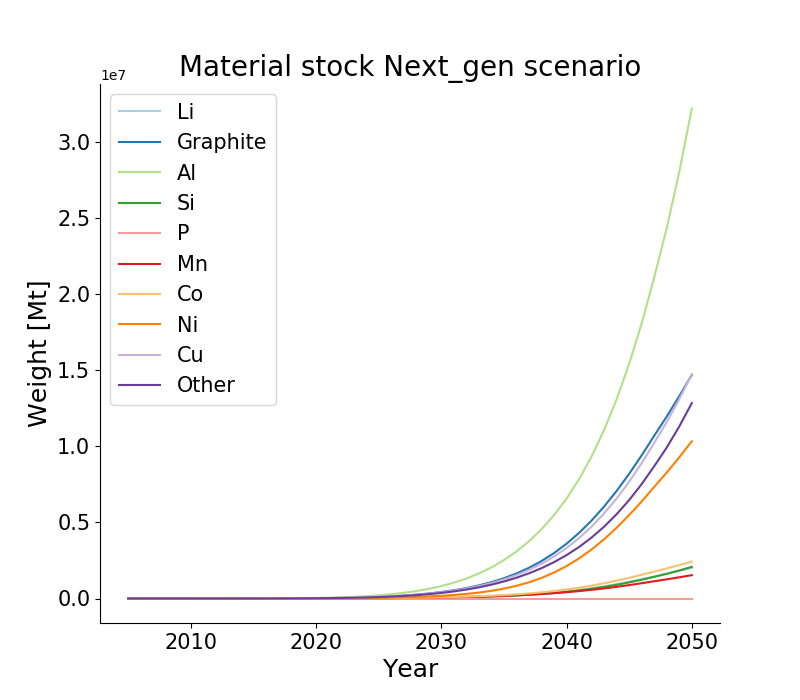 Material stock Next_gen scenario
1e7
Li
Graphite
Al
Si
P
Mn
Co
Ni
Cu
Other
3.0
2.5
2.0
1.5
1.0
0.5
0.0
Weight [Mt]
2010 2020 2030 2040 2050
Year